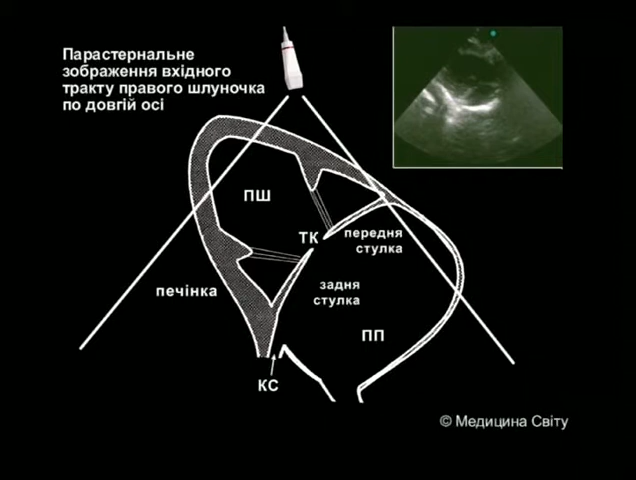 Парастернальне
зображення вхідного
тракту правого шлуночка
по довгій осі
ПШ
ТК
передня
стулка
задня
стулка
печінка
ПП
КС
© Медицина Світу